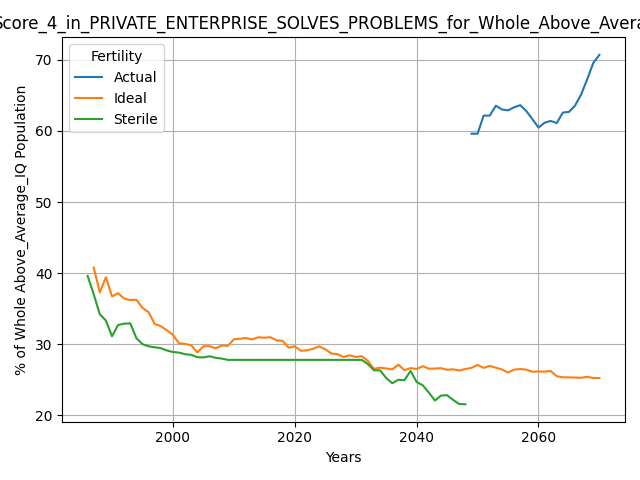 Score_4_in_PRIVATE_ENTERPRISE_SOLVES_PROBLEMS_for_Whole_Above_Avera
Fertility
Actual
Ideal
Sterile
% of Whole Above_Average_IQ Population
70
60
50
40
30
20
2000 2020 2040 2060
Years